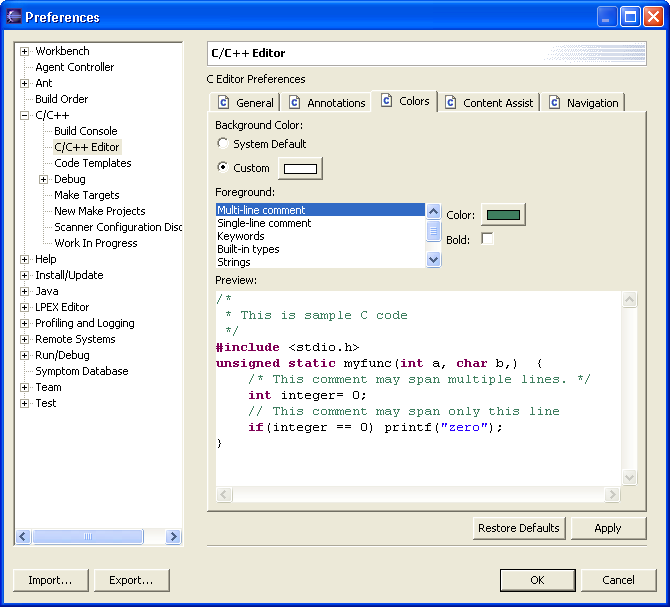 Preferences
Workbench
Agent Controller
Ant
Build Order
C/C++
Build Console
C/C++ Editor
Code Templates
Debug
Make Targets
New Make Projects
Scanner Configuration Disc
Work In Progress
Help
Install/Update
Java
LPEX Editor
Profiling and Logging
Remote Systems
Run/Debug
Symptom Database
Team
Test
C/C++ Editor
C Editor Preferences
General Annotations Colors Content Assist Navigation
Background Color:
System Default
Custom
Foreground:
Multi-line comment
Single-line comment
Keywords
Built-in types
Strings
Color:
Bold:
Preview:
/*
 * This is sample C code
 */
#include <stdio.h>
unsigned static myfunc(int a, char b,)  {
    /* This comment may span multiple lines. */
    int integer= 0;
    // This comment may span only this line
    if(integer == 0) printf("zero");
}
Restore Defaults Apply
Import... Export... OK Cancel